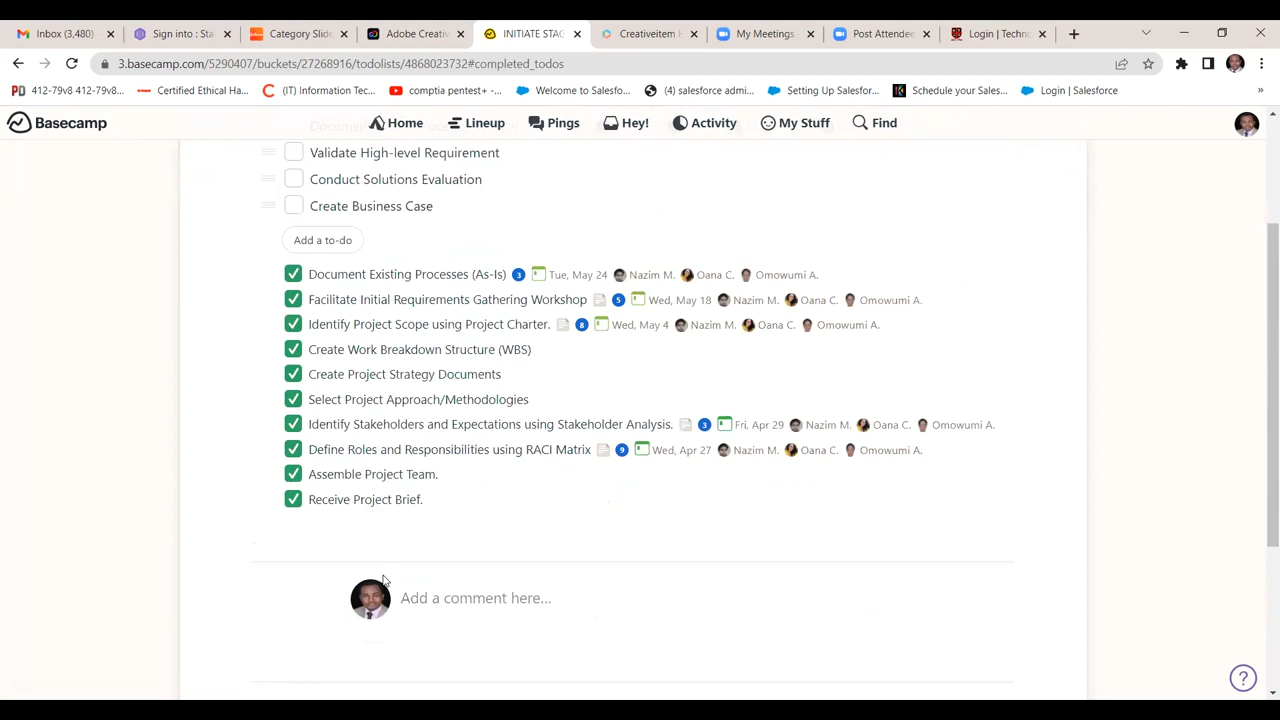 Inbox (3,480)
Sign into : Sta
Category Slide
Adobe Creativ
INITIATE STAG
Creativeitem H
My Meetings
Post Attendee
Login | Techno
3.basecamp.com/5290407/buckets/27268916/todolists/4868023732#completed_todos
PD 412-79v8 412-79v8...
Certified Ethical Ha...
(IT) Information Tec...
comptia pentest+ -...
Welcome to Salesfo...
(4) salesforce admi...
Setting Up Salesfor...
Schedule your Sales...
Login | Salesforce
»
Basecamp
Home
Lineup
Pings
Hey!
Activity
My Stuff
Find
Validate High-level Requirement
Conduct Solutions Evaluation
Create Business Case
Add a to-do
Document Existing Processes (As-Is) 3 Tue, May 24 Nazim M. Oana C. Omowumi A.
Facilitate Initial Requirements Gathering Workshop 5 Wed, May 18 Nazim M. Oana C. Omowumi A.
Identify Project Scope using Project Charter. 8 Wed, May 4 Nazim M. Oana C. Omowumi A.
Create Work Breakdown Structure (WBS)
Create Project Strategy Documents
Select Project Approach/Methodologies
Identify Stakeholders and Expectations using Stakeholder Analysis. 3 Fri, Apr 29 Nazim M. Oana C. Omowumi A.
Define Roles and Responsibilities using RACI Matrix 9 Wed, Apr 27 Nazim M. Oana C. Omowumi A.
Assemble Project Team.
Receive Project Brief.
Add a comment here...
?